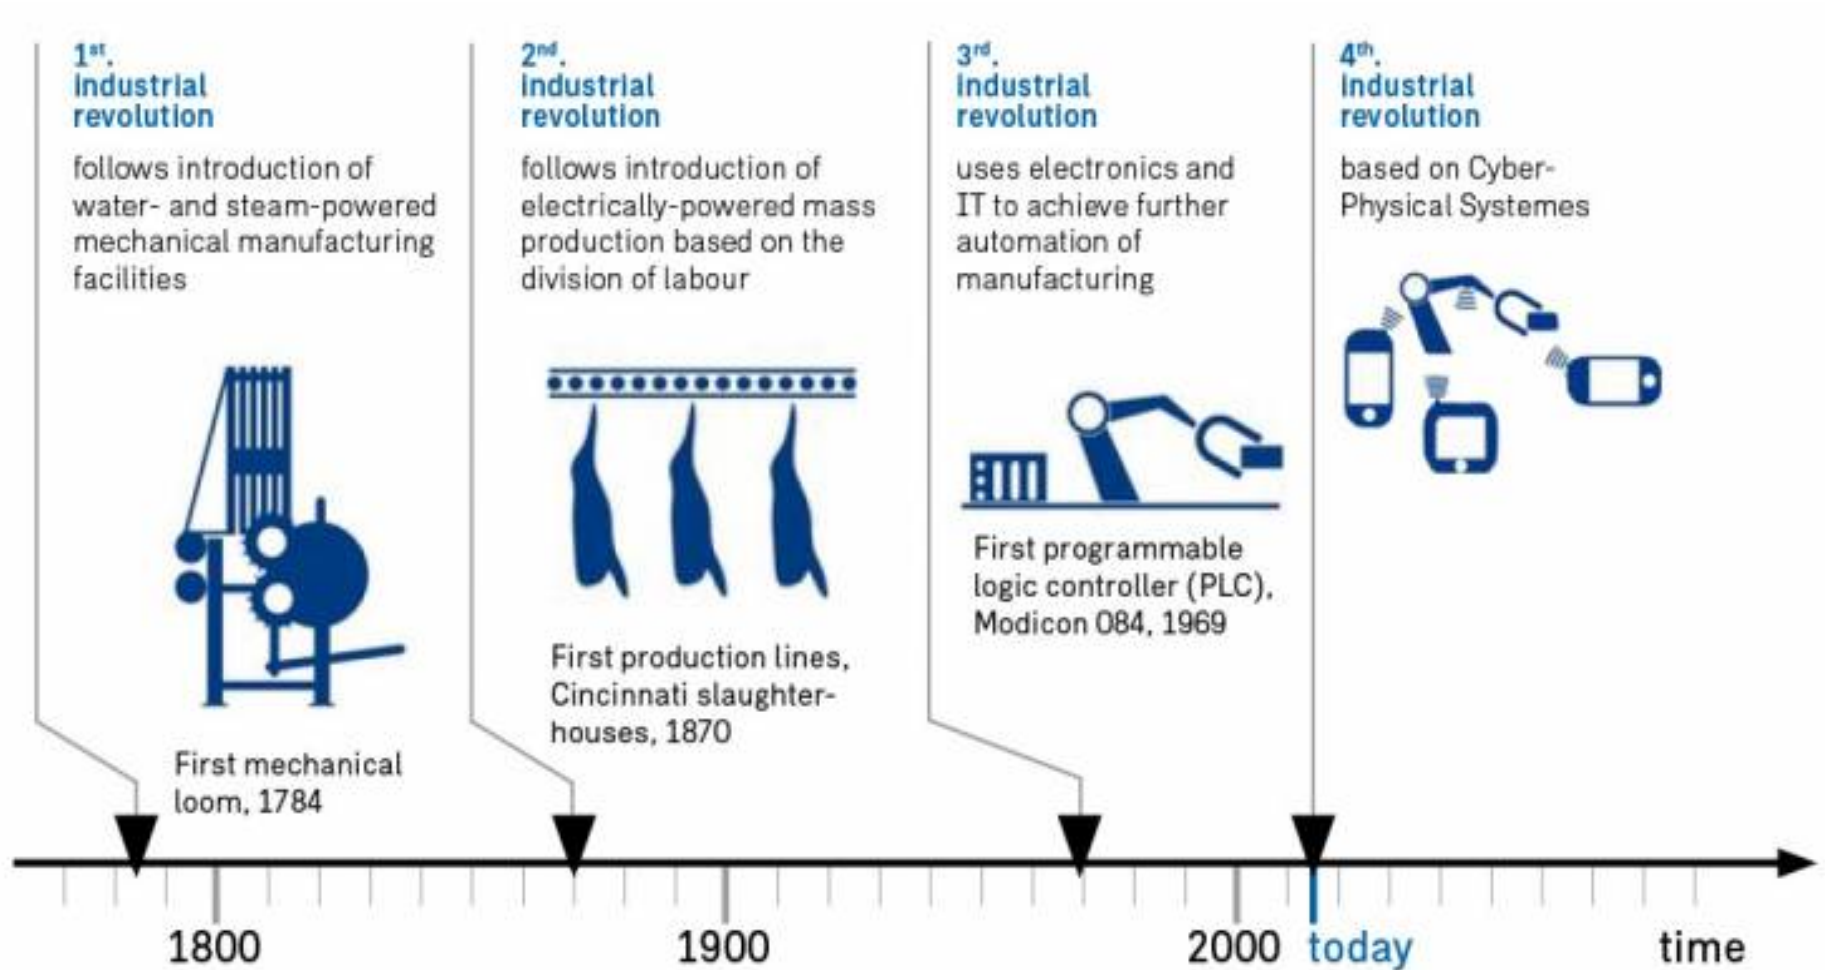 1st.
industrial
revolution
follows introduction of
water- and steam-powered
mechanical manufacturing
facilities
First mechanical
loom, 1784
2nd.
industrial
revolution
follows introduction of
electrically-powered mass
production based on the
division of labour
First production lines,
Cincinnati slaughter-
houses, 1870
3rd.
industrial
revolution
uses electronics and
IT to achieve further
automation of
manufacturing
First programmable
logic controller (PLC),
Modicon 084, 1969
4th.
industrial
revolution
based on Cyber-
Physical Systemes
1800 1900 2000 today time